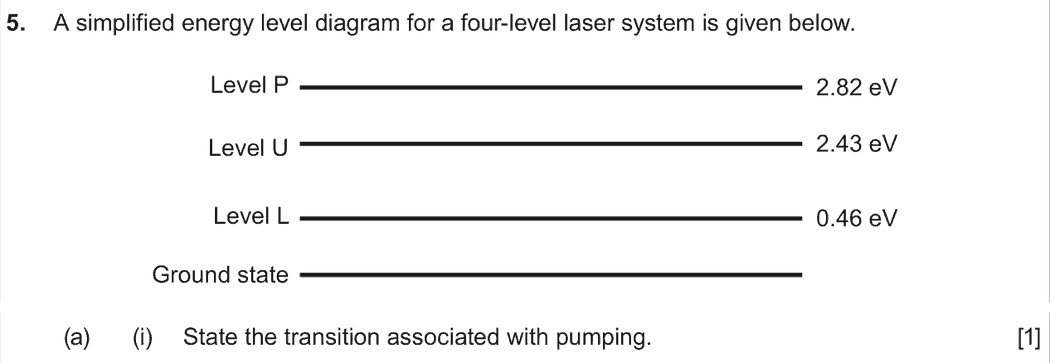 5. A simplified energy level diagram for a four-level laser system is given below.
Level P 2.82 eV
Level U 2.43 eV
Level L 0.46 eV
Ground state
(a) (i) State the transition associated with pumping. [1]